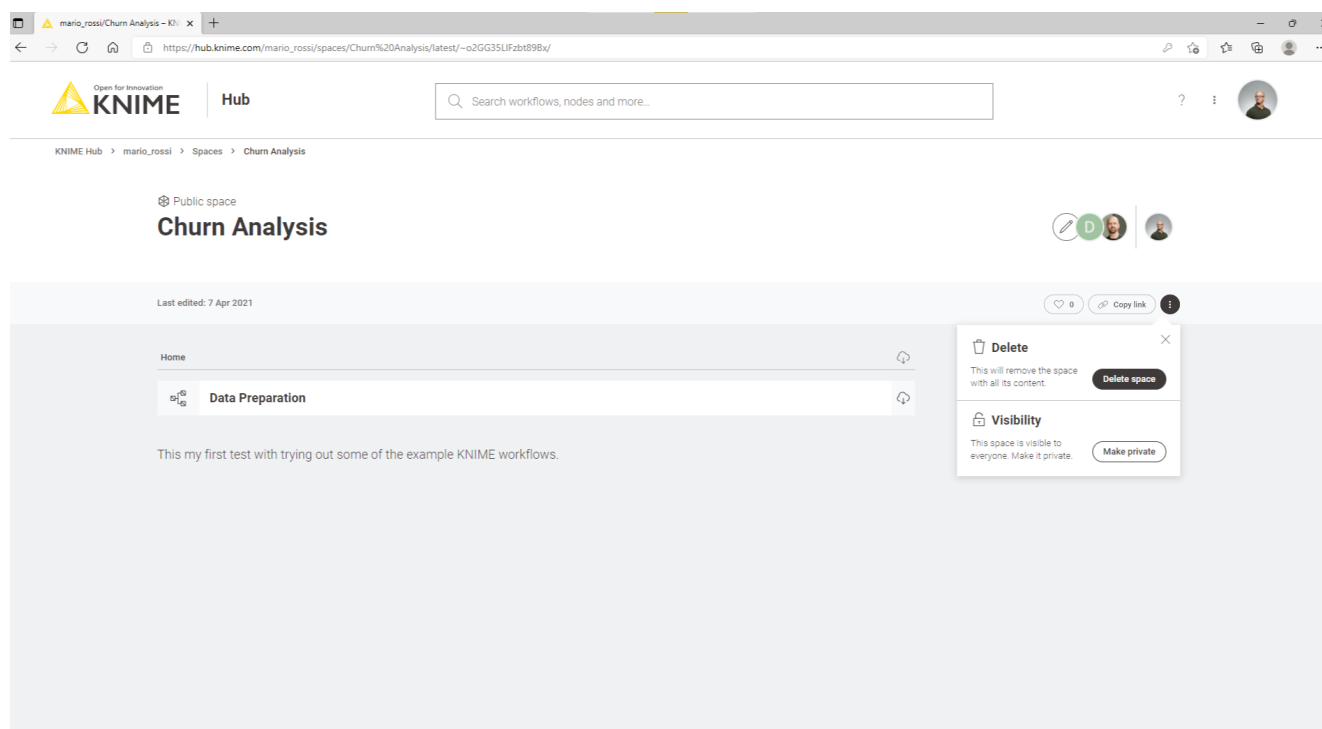 mario_rossi/Churn Analysis – KN
https://hub.knime.com/mario_rossi/spaces/Churn%20Analysis/latest/~o2GG35LIFzbt89Bx/
Open for Innovation
KNIME
Hub
Search workflows, nodes and more...
?
KNIME Hub > mario_rossi > Spaces > Churn Analysis
Public space
Churn Analysis
D
Last edited: 7 Apr 2021
0
Copy link
Home
Data Preparation
This my first test with trying out some of the example KNIME workflows.
Delete
This will remove the space
with all its content.
Delete space
Visibility
This space is visible to
everyone. Make it private.
Make private